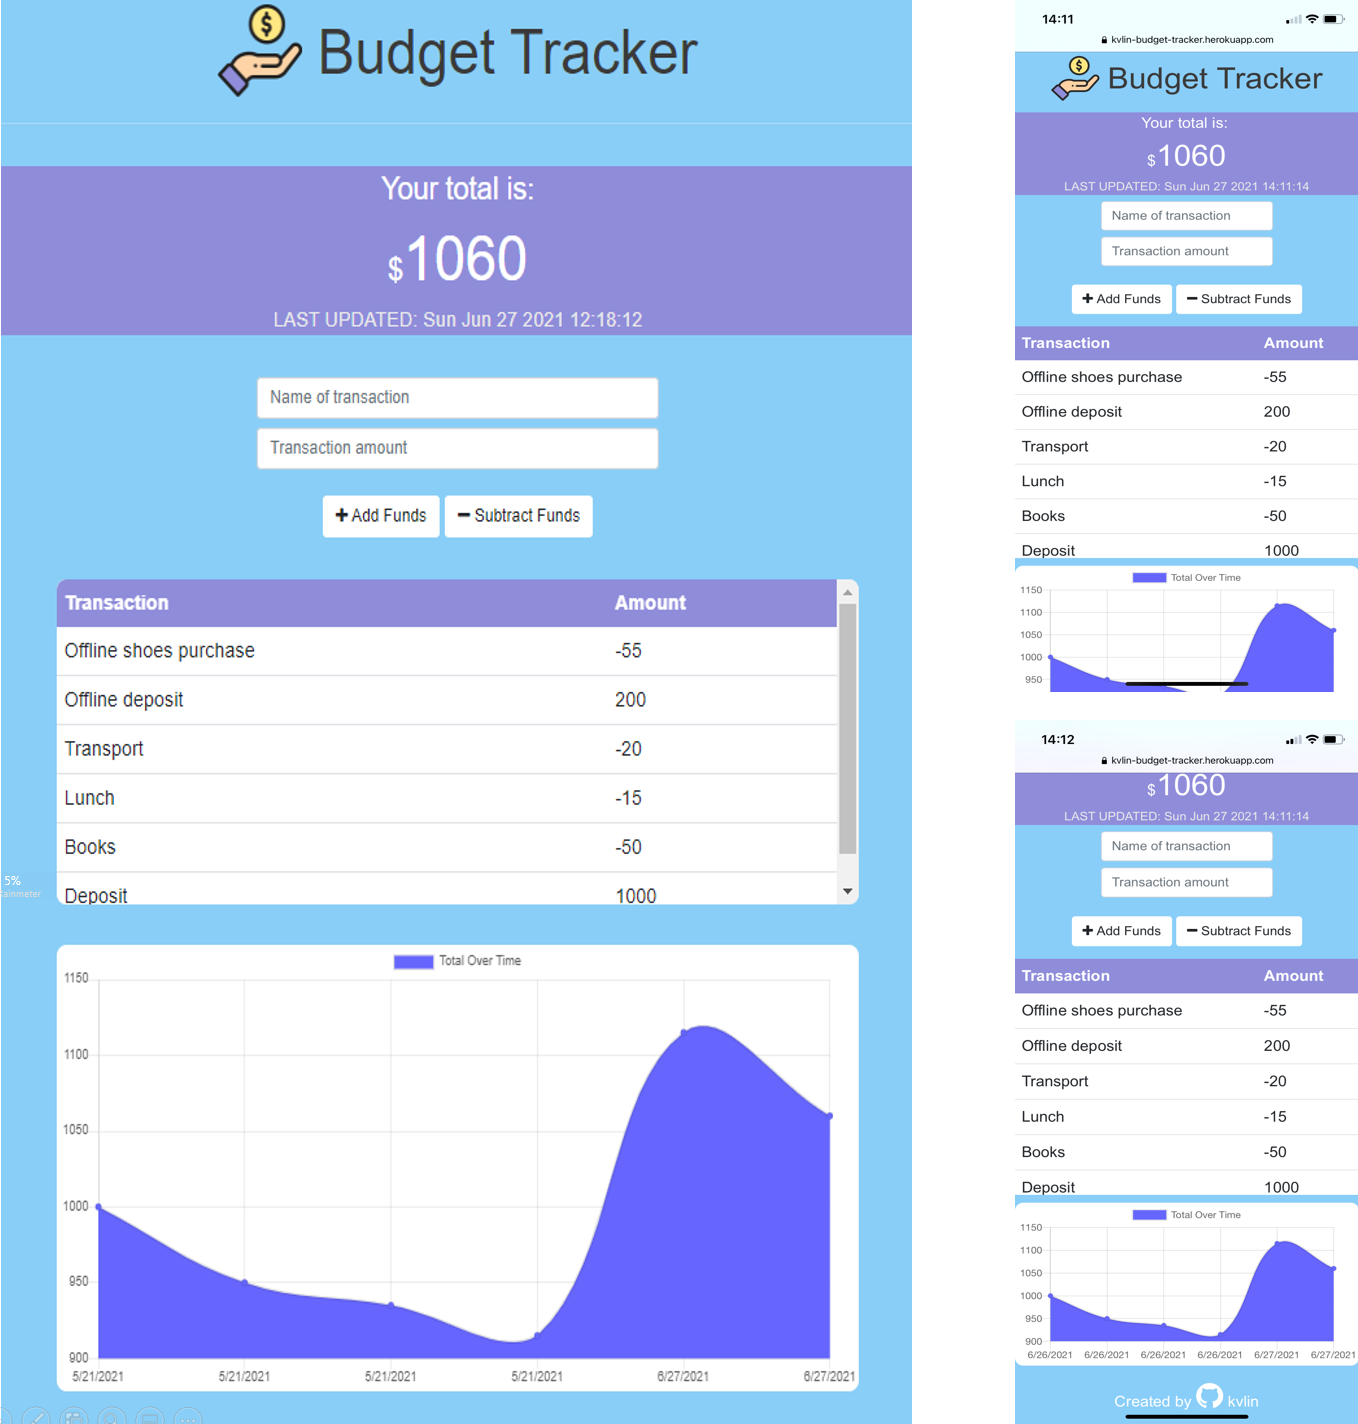 Budget Tracker
Your total is:
$1060
LAST UPDATED: Sun Jun 27 2021 12:18:12
Name of transaction
Transaction amount
+ Add Funds
− Subtract Funds
Transaction Amount
Offline shoes purchase -55
Offline deposit 200
Transport -20
Lunch -15
Books -50
Deposit 1000
5%
Rainmeter
Total Over Time
1150
1100
1050
1000
950
900
5/21/2021 5/21/2021 5/21/2021 5/21/2021 6/27/2021 6/27/2021
14:11
kvlin-budget-tracker.herokuapp.com
Budget Tracker
Your total is:
$1060
LAST UPDATED: Sun Jun 27 2021 14:11:14
Name of transaction
Transaction amount
+ Add Funds
− Subtract Funds
Transaction Amount
Offline shoes purchase -55
Offline deposit 200
Transport -20
Lunch -15
Books -50
Deposit 1000
Total Over Time
1150
1100
1050
1000
950
14:12
kvlin-budget-tracker.herokuapp.com
$1060
LAST UPDATED: Sun Jun 27 2021 14:11:14
Name of transaction
Transaction amount
+ Add Funds
− Subtract Funds
Transaction Amount
Offline shoes purchase -55
Offline deposit 200
Transport -20
Lunch -15
Books -50
Deposit 1000
Total Over Time
1150
1100
1050
1000
950
900
6/26/2021 6/26/2021 6/26/2021 6/26/2021 6/27/2021 6/27/2021
Created by kvlin